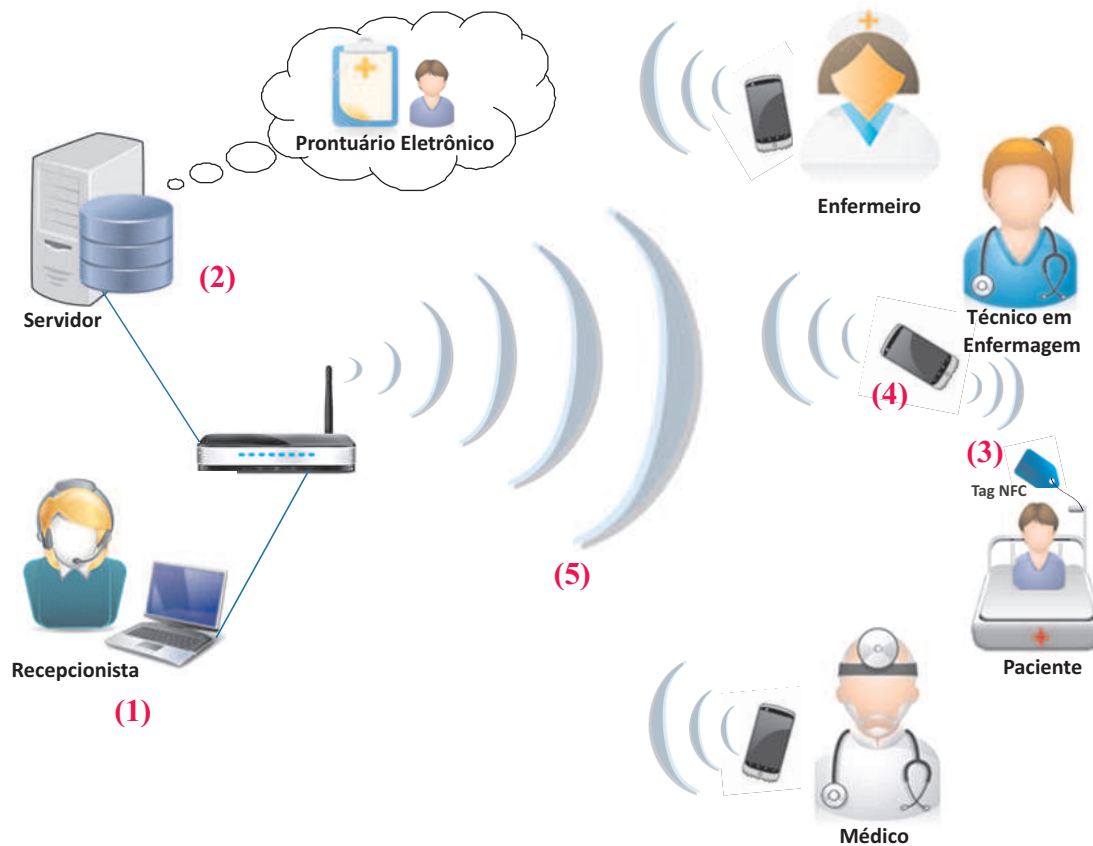 Prontuário Eletrônico
Enfermeiro
(2)
Servidor
Técnico em
Enfermagem
(4)
(3)
Tag NFC
(5)
Recepcionista
Paciente
(1)
Médico